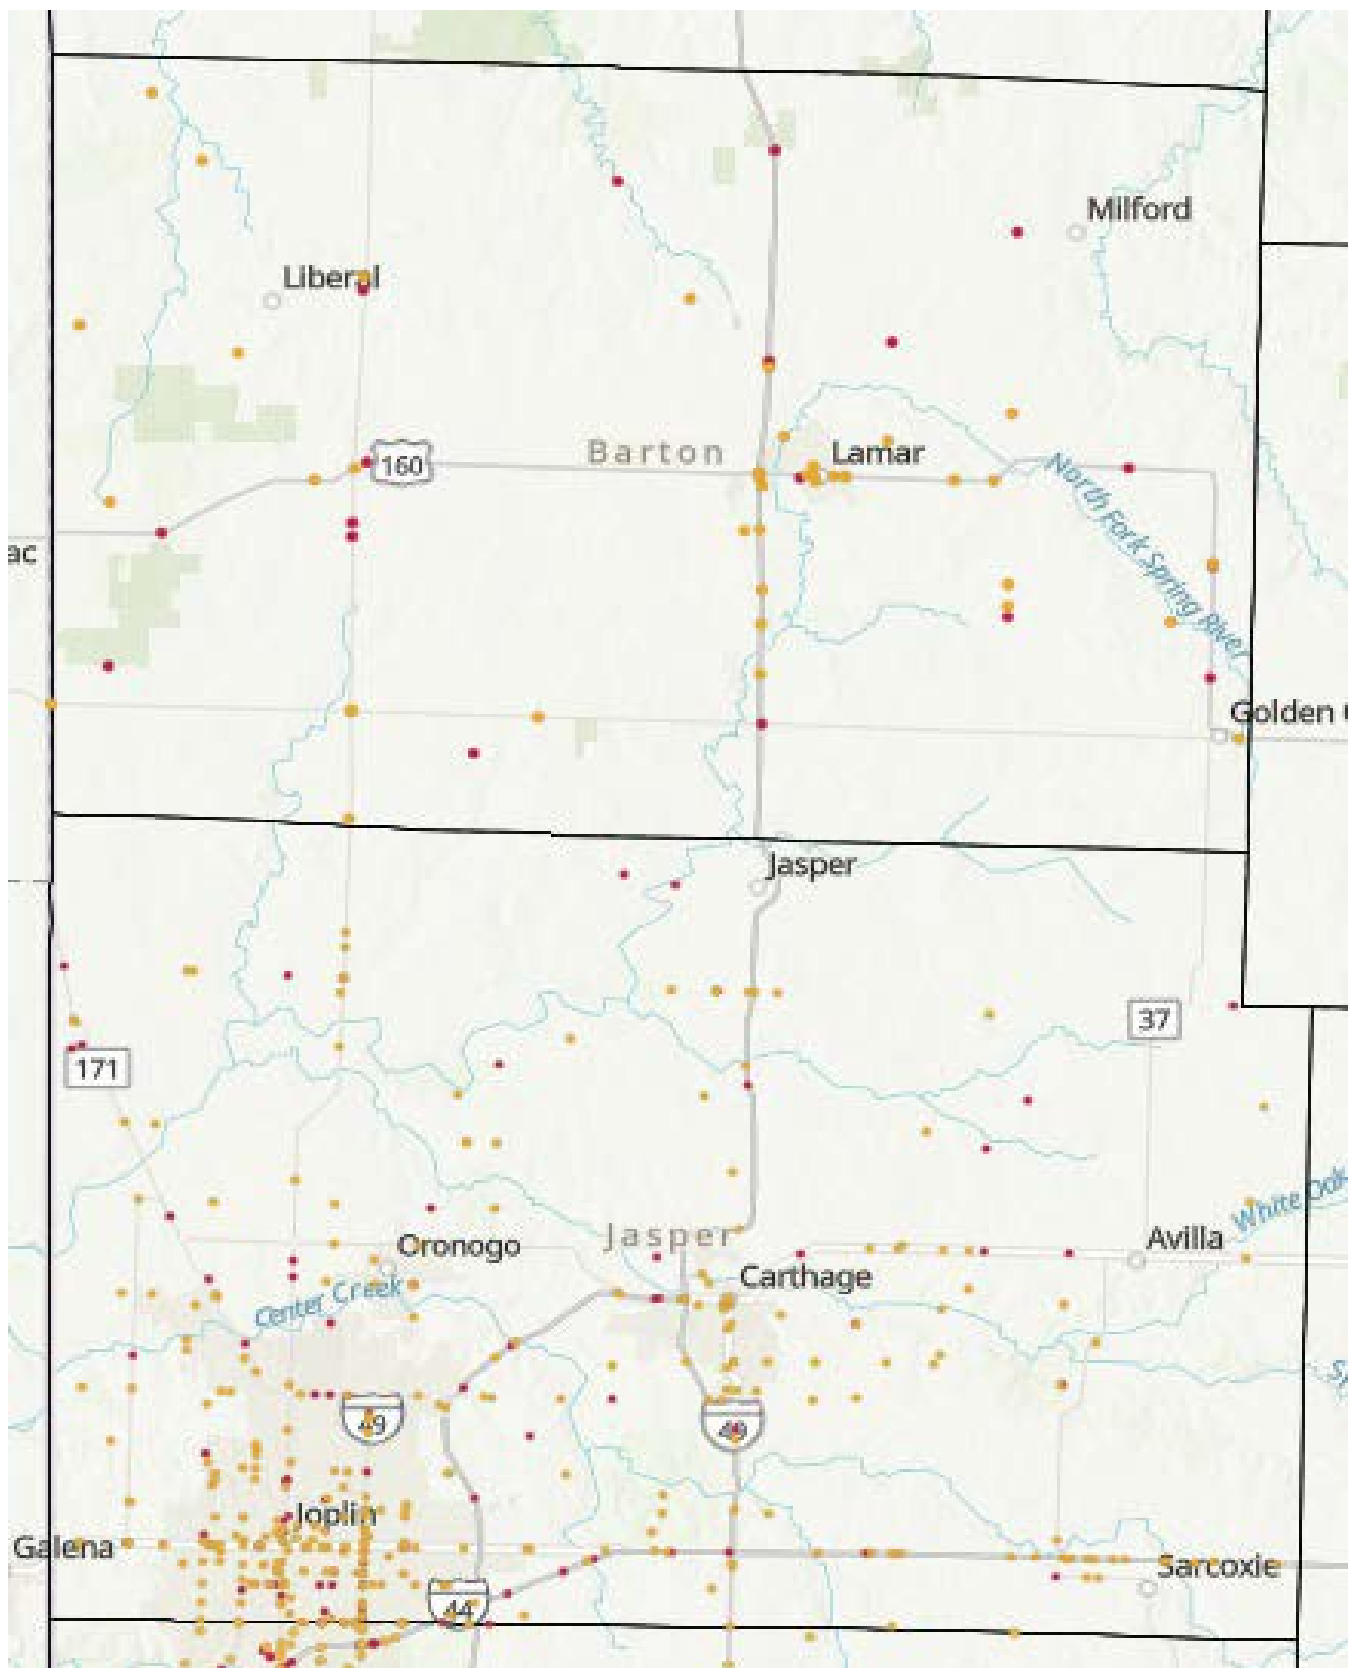 Milford
Liberal
Barton
Lamar
160
North Fork Spring River
ac
Golden
Jasper
37
171
White Oak
Jasper
Avilla
Oronogo
Carthage
Center Creek
49
49
Joplin
Galena
Sarcoxie
44